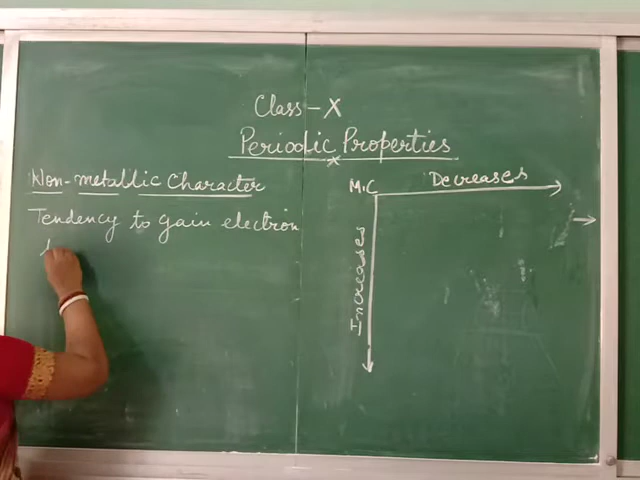 Class - X
Periodic Properties
Non-metallic Character
Tendency to gain electron
M.C
Decreases
Increases